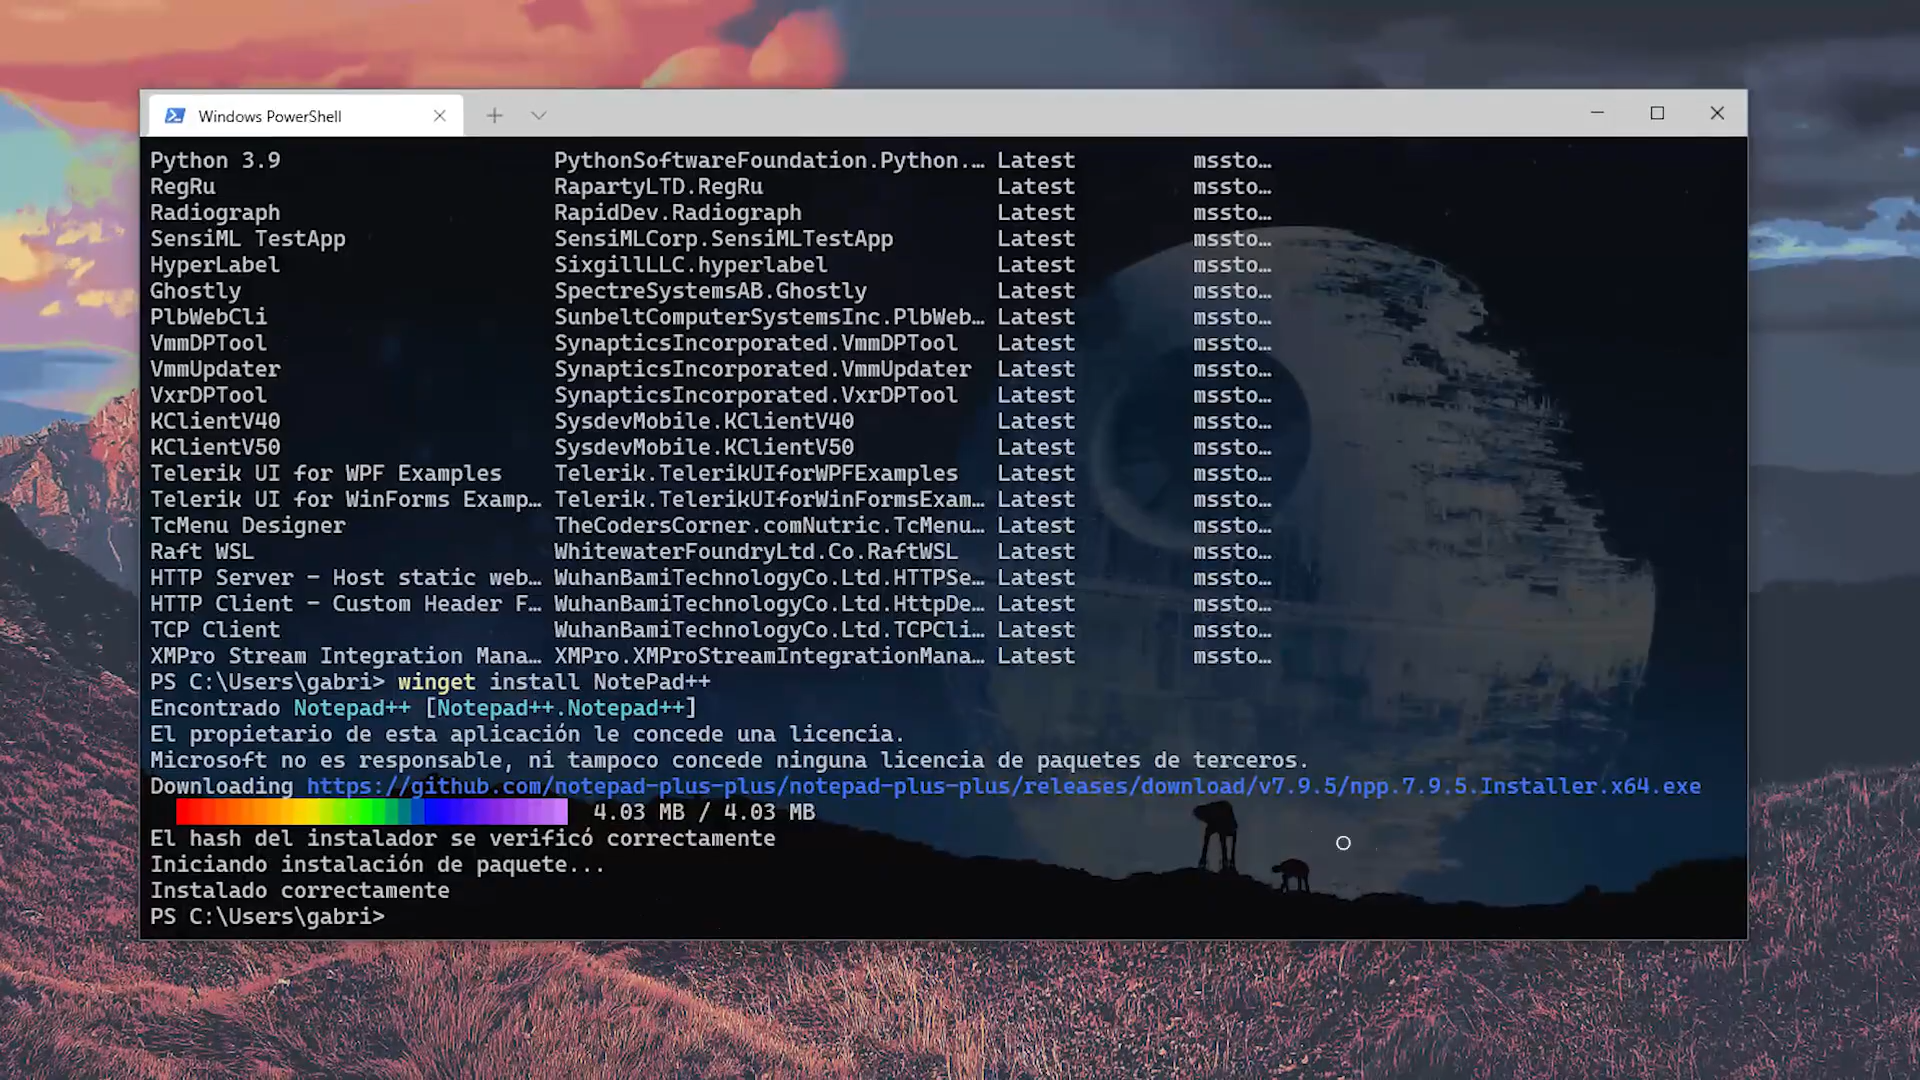 Windows PowerShell
Python 3.9 PythonSoftwareFoundation.Python.… Latest mssto…
RegRu RapartyLTD.RegRu Latest mssto…
Radiograph RapidDev.Radiograph Latest mssto…
SensiML TestApp SensiMLCorp.SensiMLTestApp Latest mssto…
HyperLabel SixgillLLC.hyperlabel Latest mssto…
Ghostly SpectreSystemsAB.Ghostly Latest mssto…
PlbWebCli SunbeltComputerSystemsInc.PlbWeb… Latest mssto…
VmmDPTool SynapticsIncorporated.VmmDPTool Latest mssto…
VmmUpdater SynapticsIncorporated.VmmUpdater Latest mssto…
VxrDPTool SynapticsIncorporated.VxrDPTool Latest mssto…
KClientV40 SysdevMobile.KClientV40 Latest mssto…
KClientV50 SysdevMobile.KClientV50 Latest mssto…
Telerik UI for WPF Examples Telerik.TelerikUIforWPFExamples Latest mssto…
Telerik UI for WinForms Examp… Telerik.TelerikUIforWinFormsExam… Latest mssto…
TcMenu Designer TheCodersCorner.comNutric.TcMenu… Latest mssto…
Raft WSL WhitewaterFoundryLtd.Co.RaftWSL Latest mssto…
HTTP Server – Host static web… WuhanBamiTechnologyCo.Ltd.HTTPSe… Latest mssto…
HTTP Client – Custom Header F… WuhanBamiTechnologyCo.Ltd.HttpDe… Latest mssto…
TCP Client WuhanBamiTechnologyCo.Ltd.TCPCli… Latest mssto…
XMPro Stream Integration Mana… XMPro.XMProStreamIntegrationMana… Latest mssto…
PS C:\Users\gabri> winget install NotePad++
Encontrado Notepad++ [Notepad++.Notepad++]
El propietario de esta aplicación le concede una licencia.
Microsoft no es responsable, ni tampoco concede ninguna licencia de paquetes de terceros.
Downloading https://github.com/notepad-plus-plus/notepad-plus-plus/releases/download/v7.9.5/npp.7.9.5.Installer.x64.exe
4.03 MB / 4.03 MB
El hash del instalador se verificó correctamente
Iniciando instalación de paquete...
Instalado correctamente
PS C:\Users\gabri>